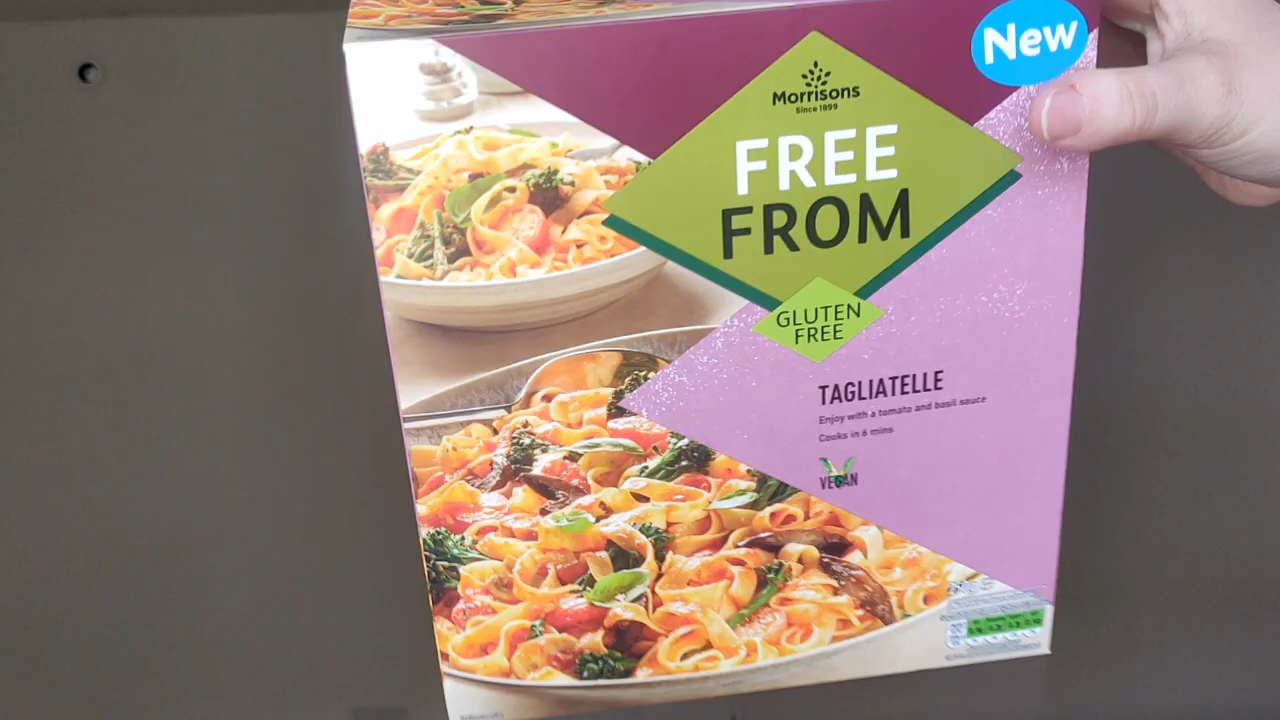 New
Morrisons
Since 1899
FREE
FROM
GLUTEN
FREE
TAGLIATELLE
Enjoy with a tomato and basil sauce
Cooks in 6 mins
VEGAN